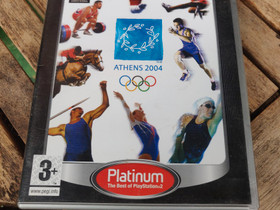 ATHENS 2004
3+
www.pegi.info
Platinum
The Best of PlayStation®2